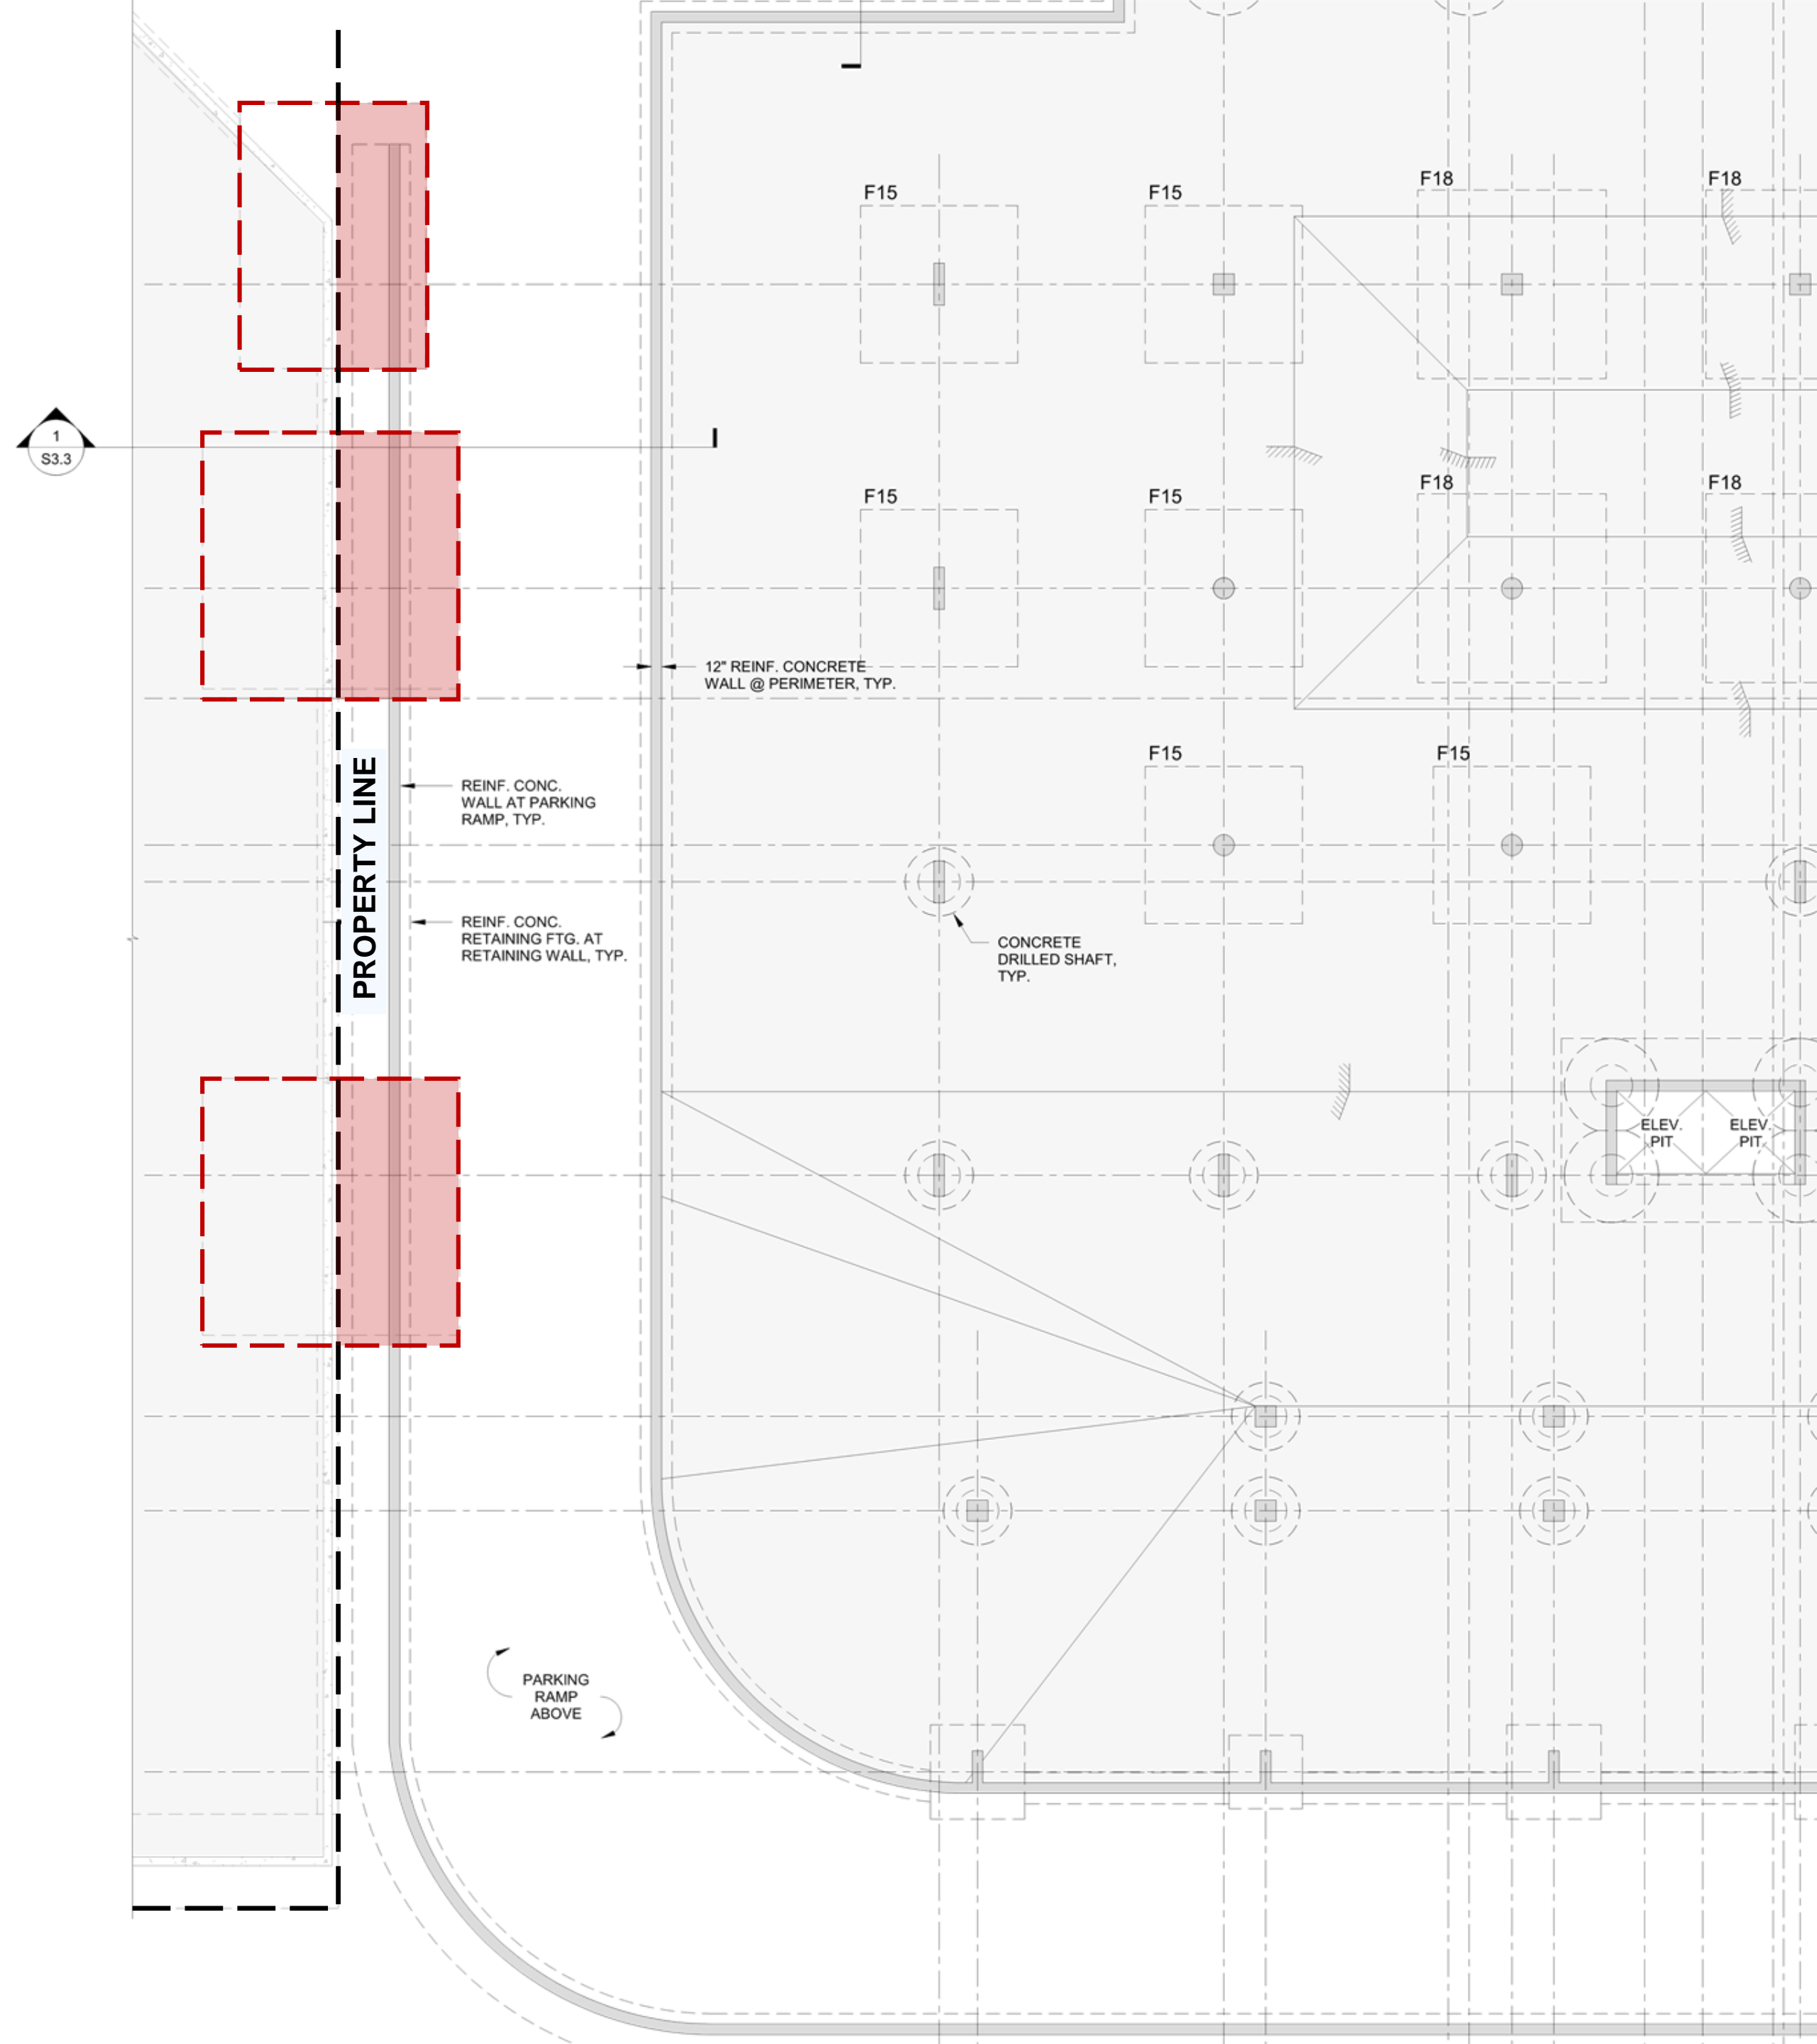 F15
F15
F18
F18
1
S3.3
F15
F15
F18
F18
12" REINF. CONCRETE
WALL @ PERIMETER, TYP.
F15
F15
REINF. CONC.
WALL AT PARKING
RAMP, TYP.
PROPERTY LINE
REINF. CONC.
RETAINING FTG. AT
RETAINING WALL, TYP.
CONCRETE
DRILLED SHAFT,
TYP.
ELEV.
PIT
ELEV.
PIT
PARKING
RAMP
ABOVE